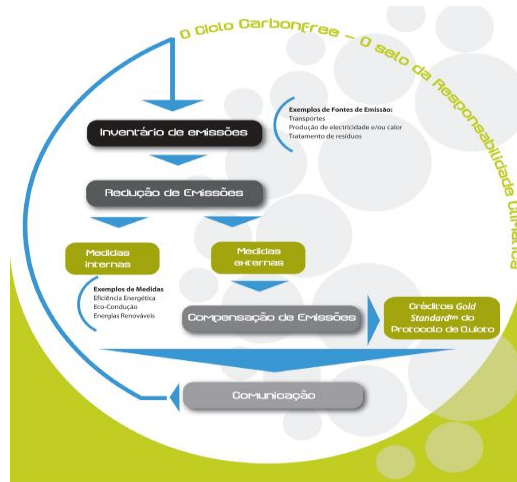 O Ciclo Carbonfree – O selo da Responsabilidade Climática
Exemplos de Fontes de Emissão:
Transportes
Produção de electricidade e/ou calor
Tratamento de resíduos
Inventário de emissões
Redução de Emissões
Medidas
internas
Medidas
externas
Exemplos de Medidas
Eficiência Energética
Eco-Condução
Energias Renováveis
Compensação de Emissões
Créditos Gold
Standard™ do
Protocolo de Quioto
Comunicação